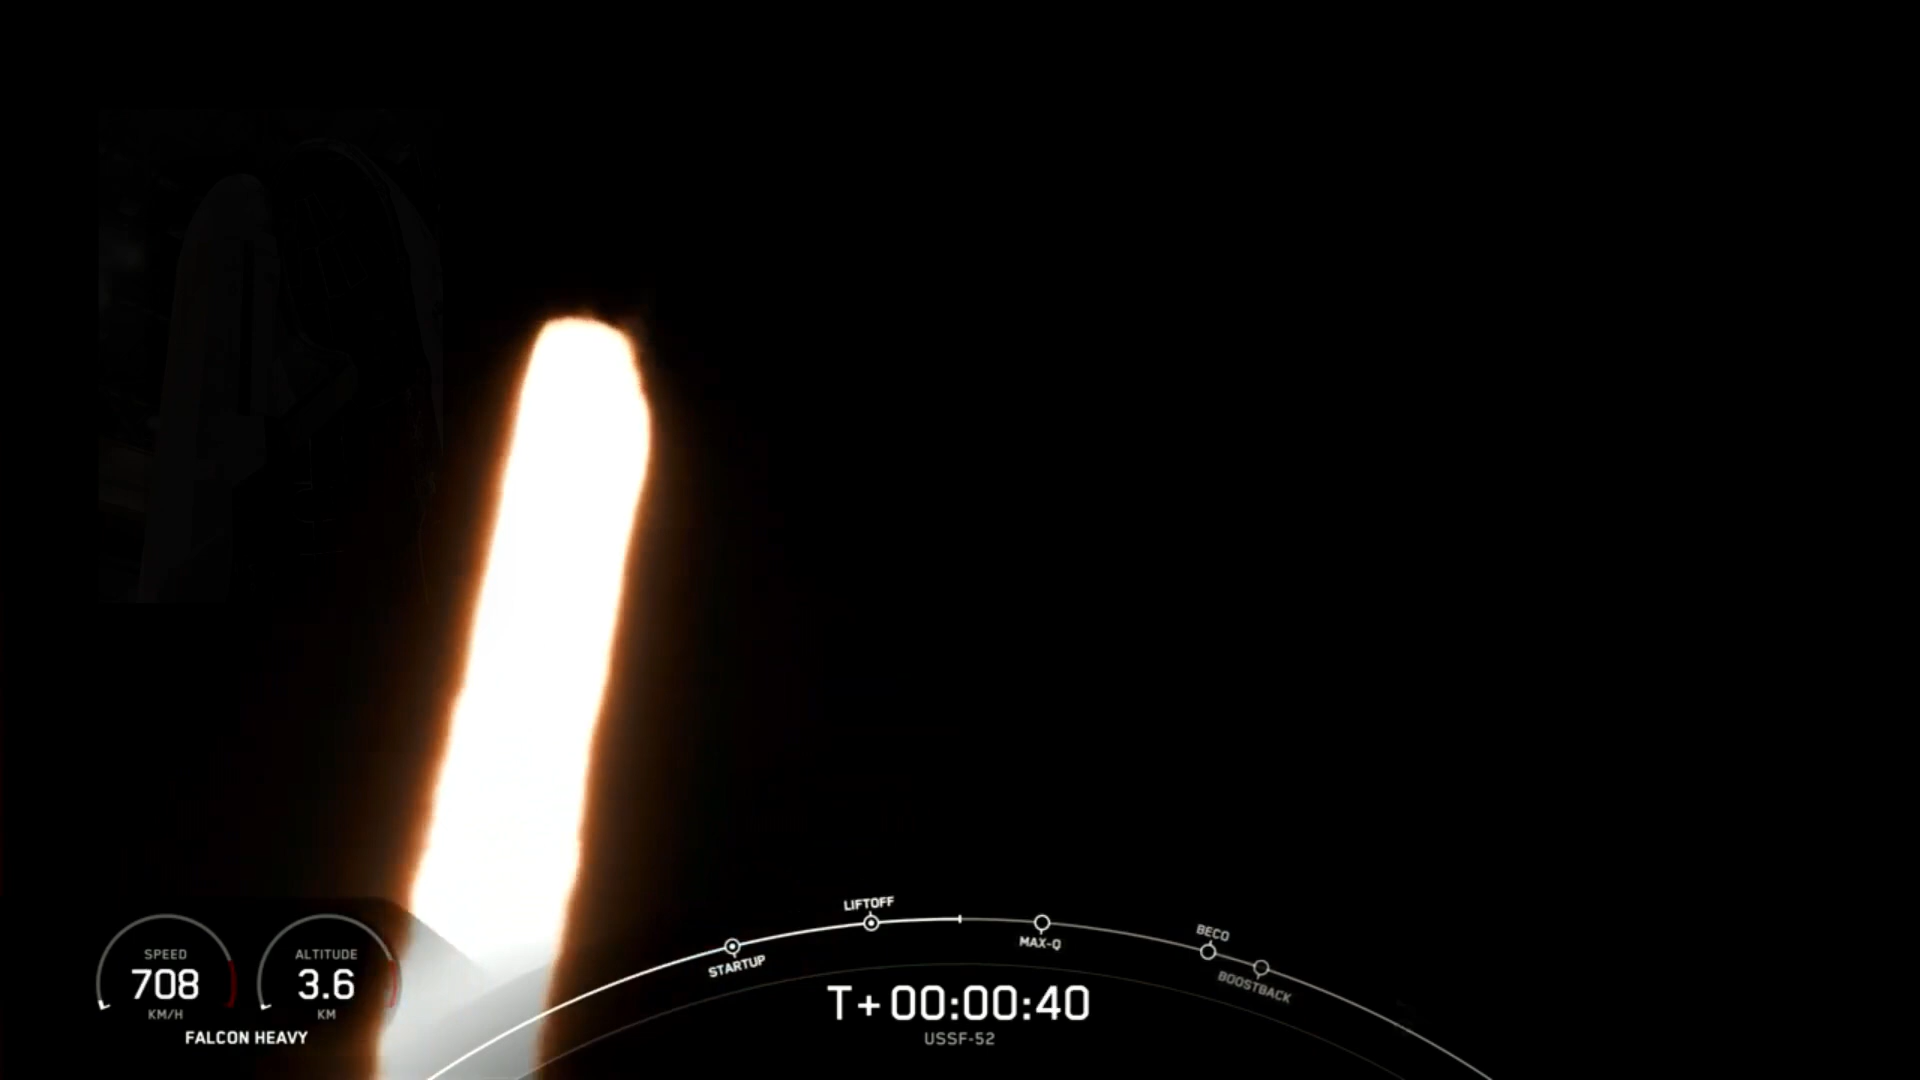 SPEED
708
KM/H
ALTITUDE
3.6
KM
FALCON HEAVY
STARTUP
LIFTOFF
MAX-Q
BECO
BOOSTBACK
T+00:00:40
USSF-52